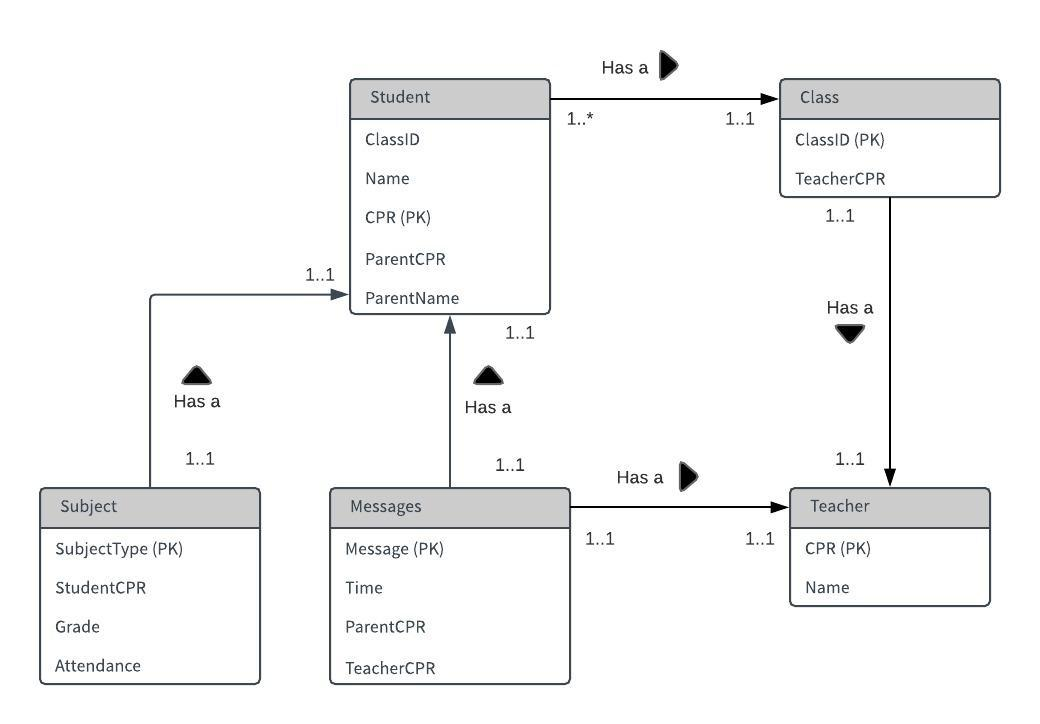 Has a
Student
Class
1..*
1..1
ClassID
Name
CPR (PK)
ParentCPR
ParentName
ClassID (PK)
TeacherCPR
1..1
1..1
1..1
Has a
Has a
Has a
1..1
1..1
1..1
Has a
Subject
SubjectType (PK)
StudentCPR
Grade
Attendance
Messages
Message (PK)
Time
ParentCPR
TeacherCPR
1..1
1..1
Teacher
CPR (PK)
Name